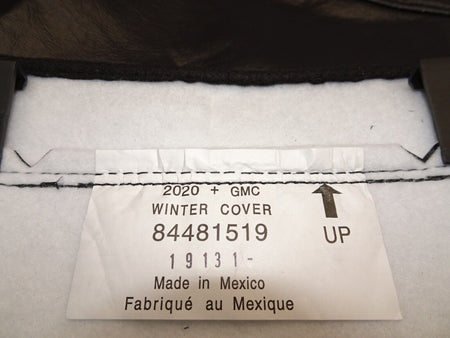 2020 + GMC
WINTER COVER
84481519 UP
19131-
Made in Mexico
Fabriqué au Mexique